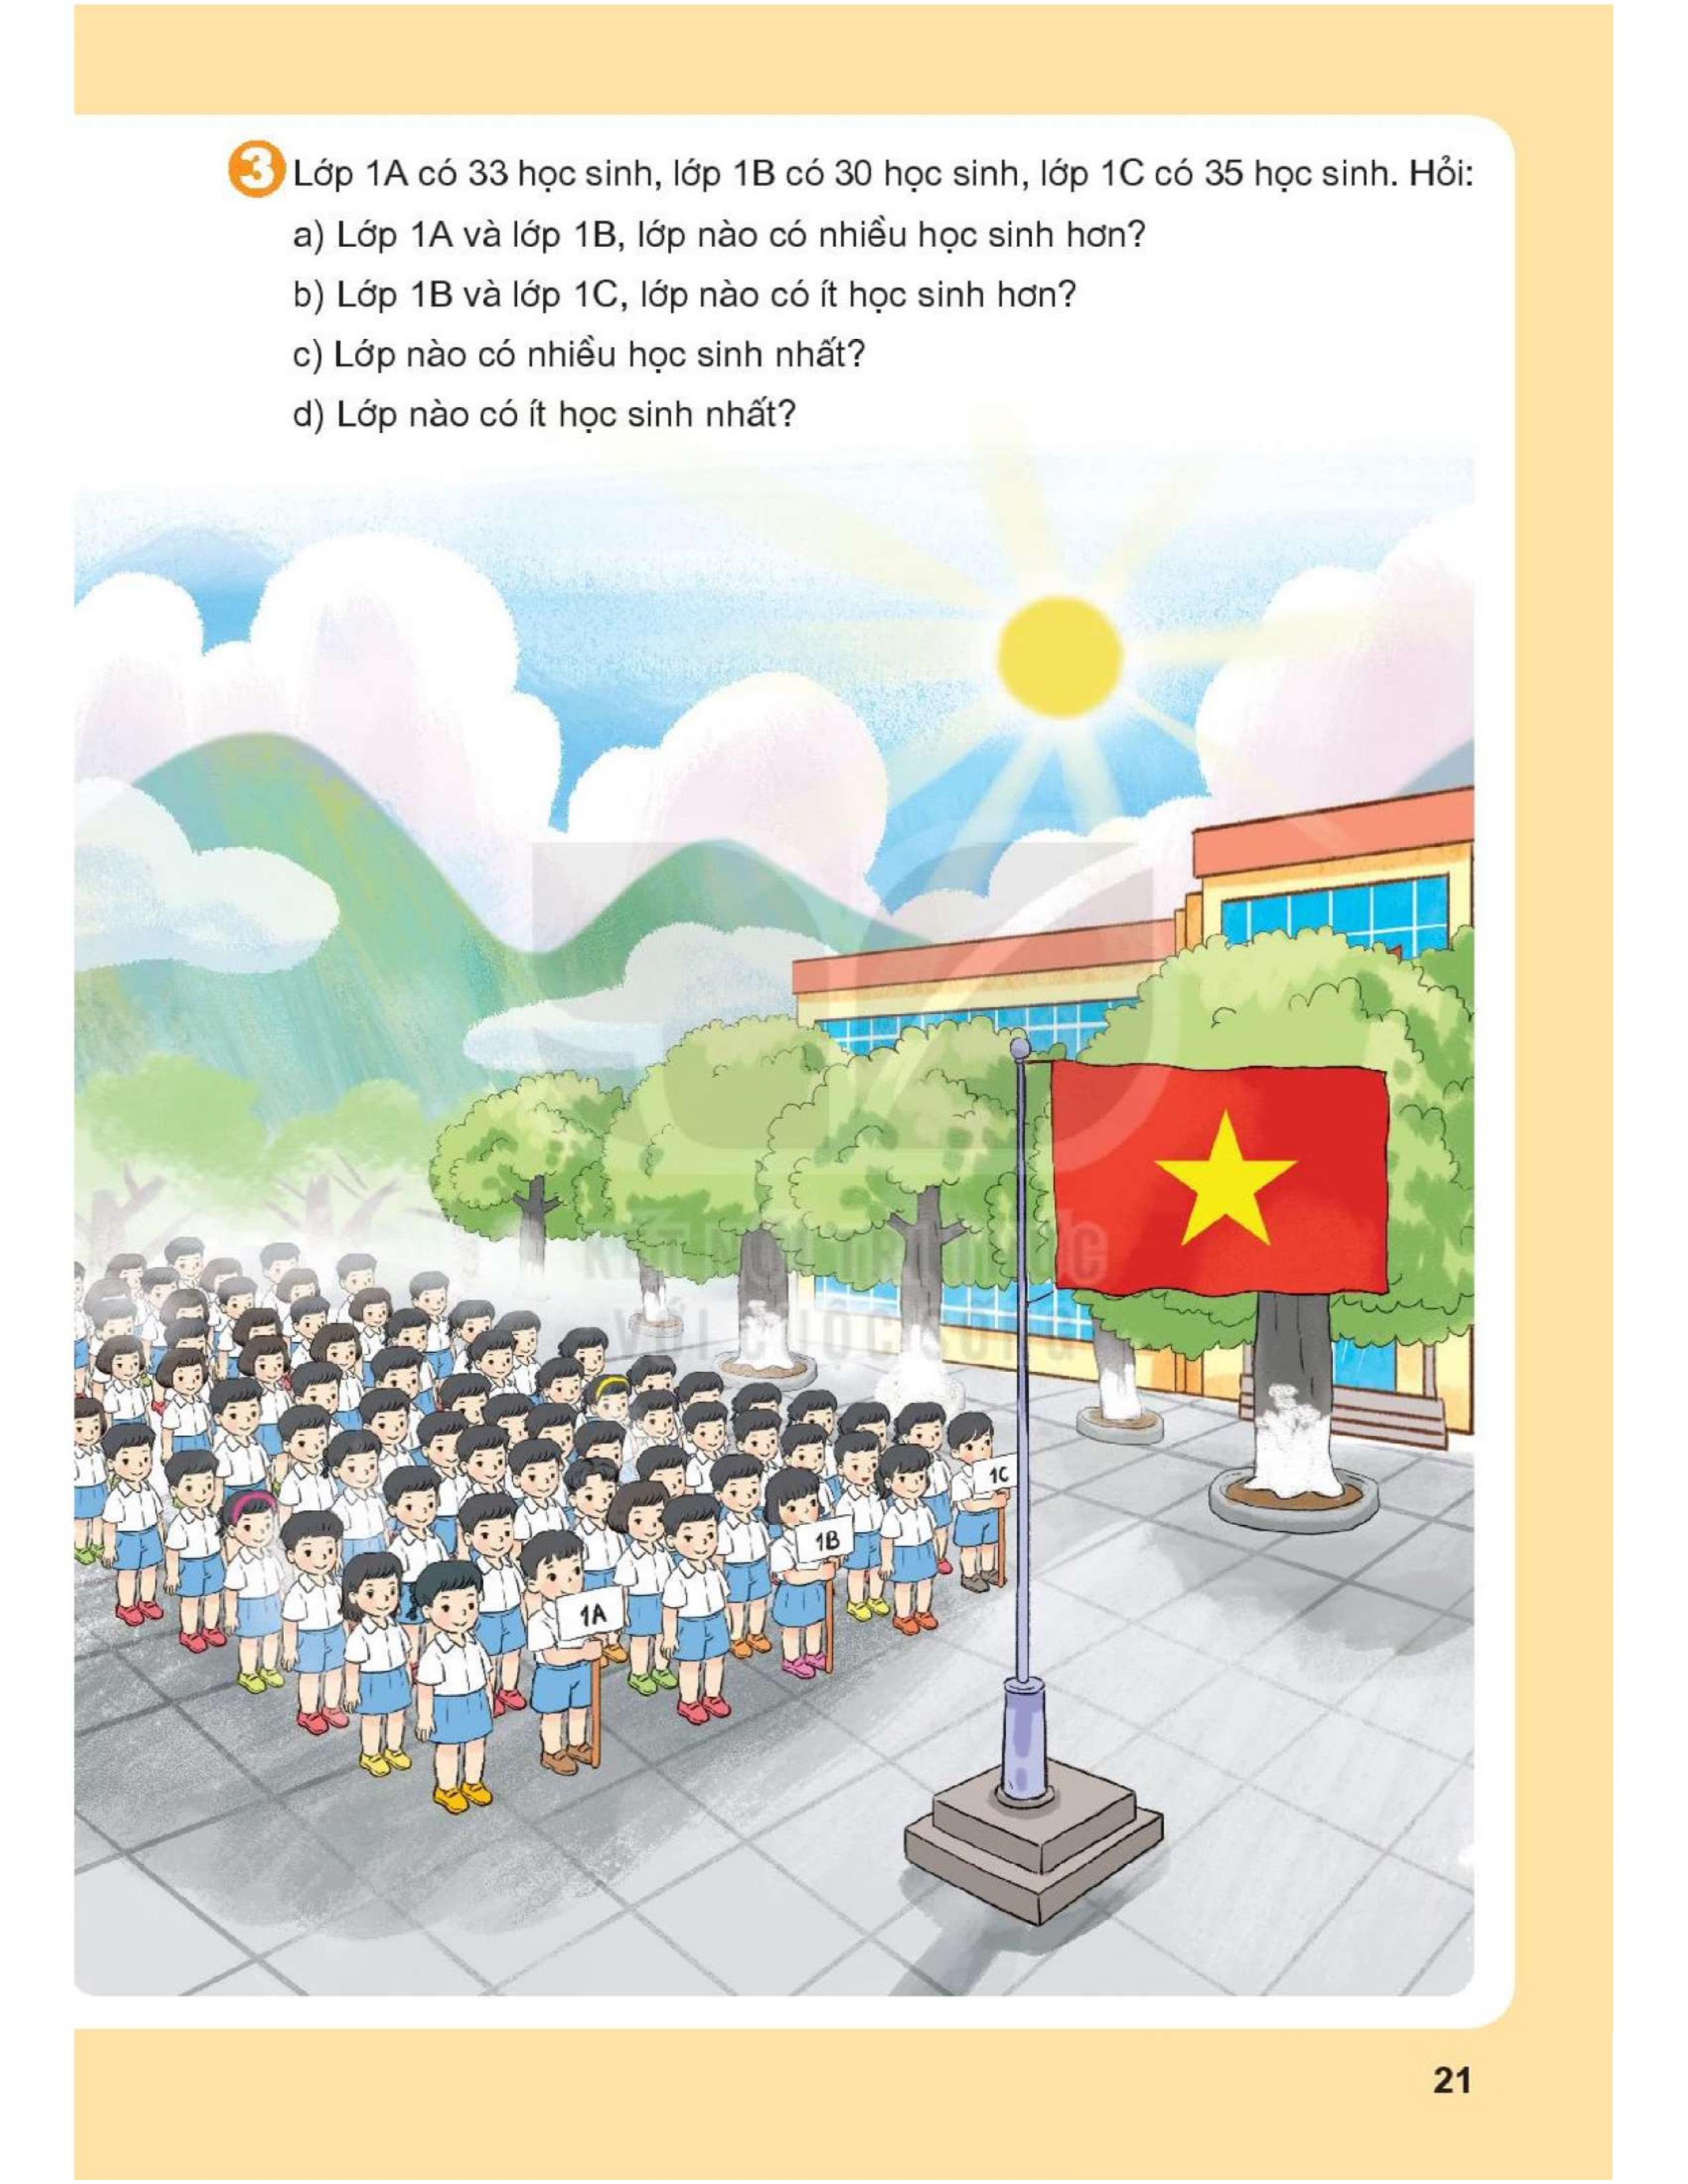 3 Lớp 1A có 33 học sinh, lớp 1B có 30 học sinh, lớp 1C có 35 học sinh. Hỏi:
a) Lớp 1A và lớp 1B, lớp nào có nhiều học sinh hơn?
b) Lớp 1B và lớp 1C, lớp nào có ít học sinh hơn?
c) Lớp nào có nhiều học sinh nhất?
d) Lớp nào có ít học sinh nhất?
KẾT NỐI TRI THỨC
VỚI CUỘC SỐNG
1C
1B
1A
21